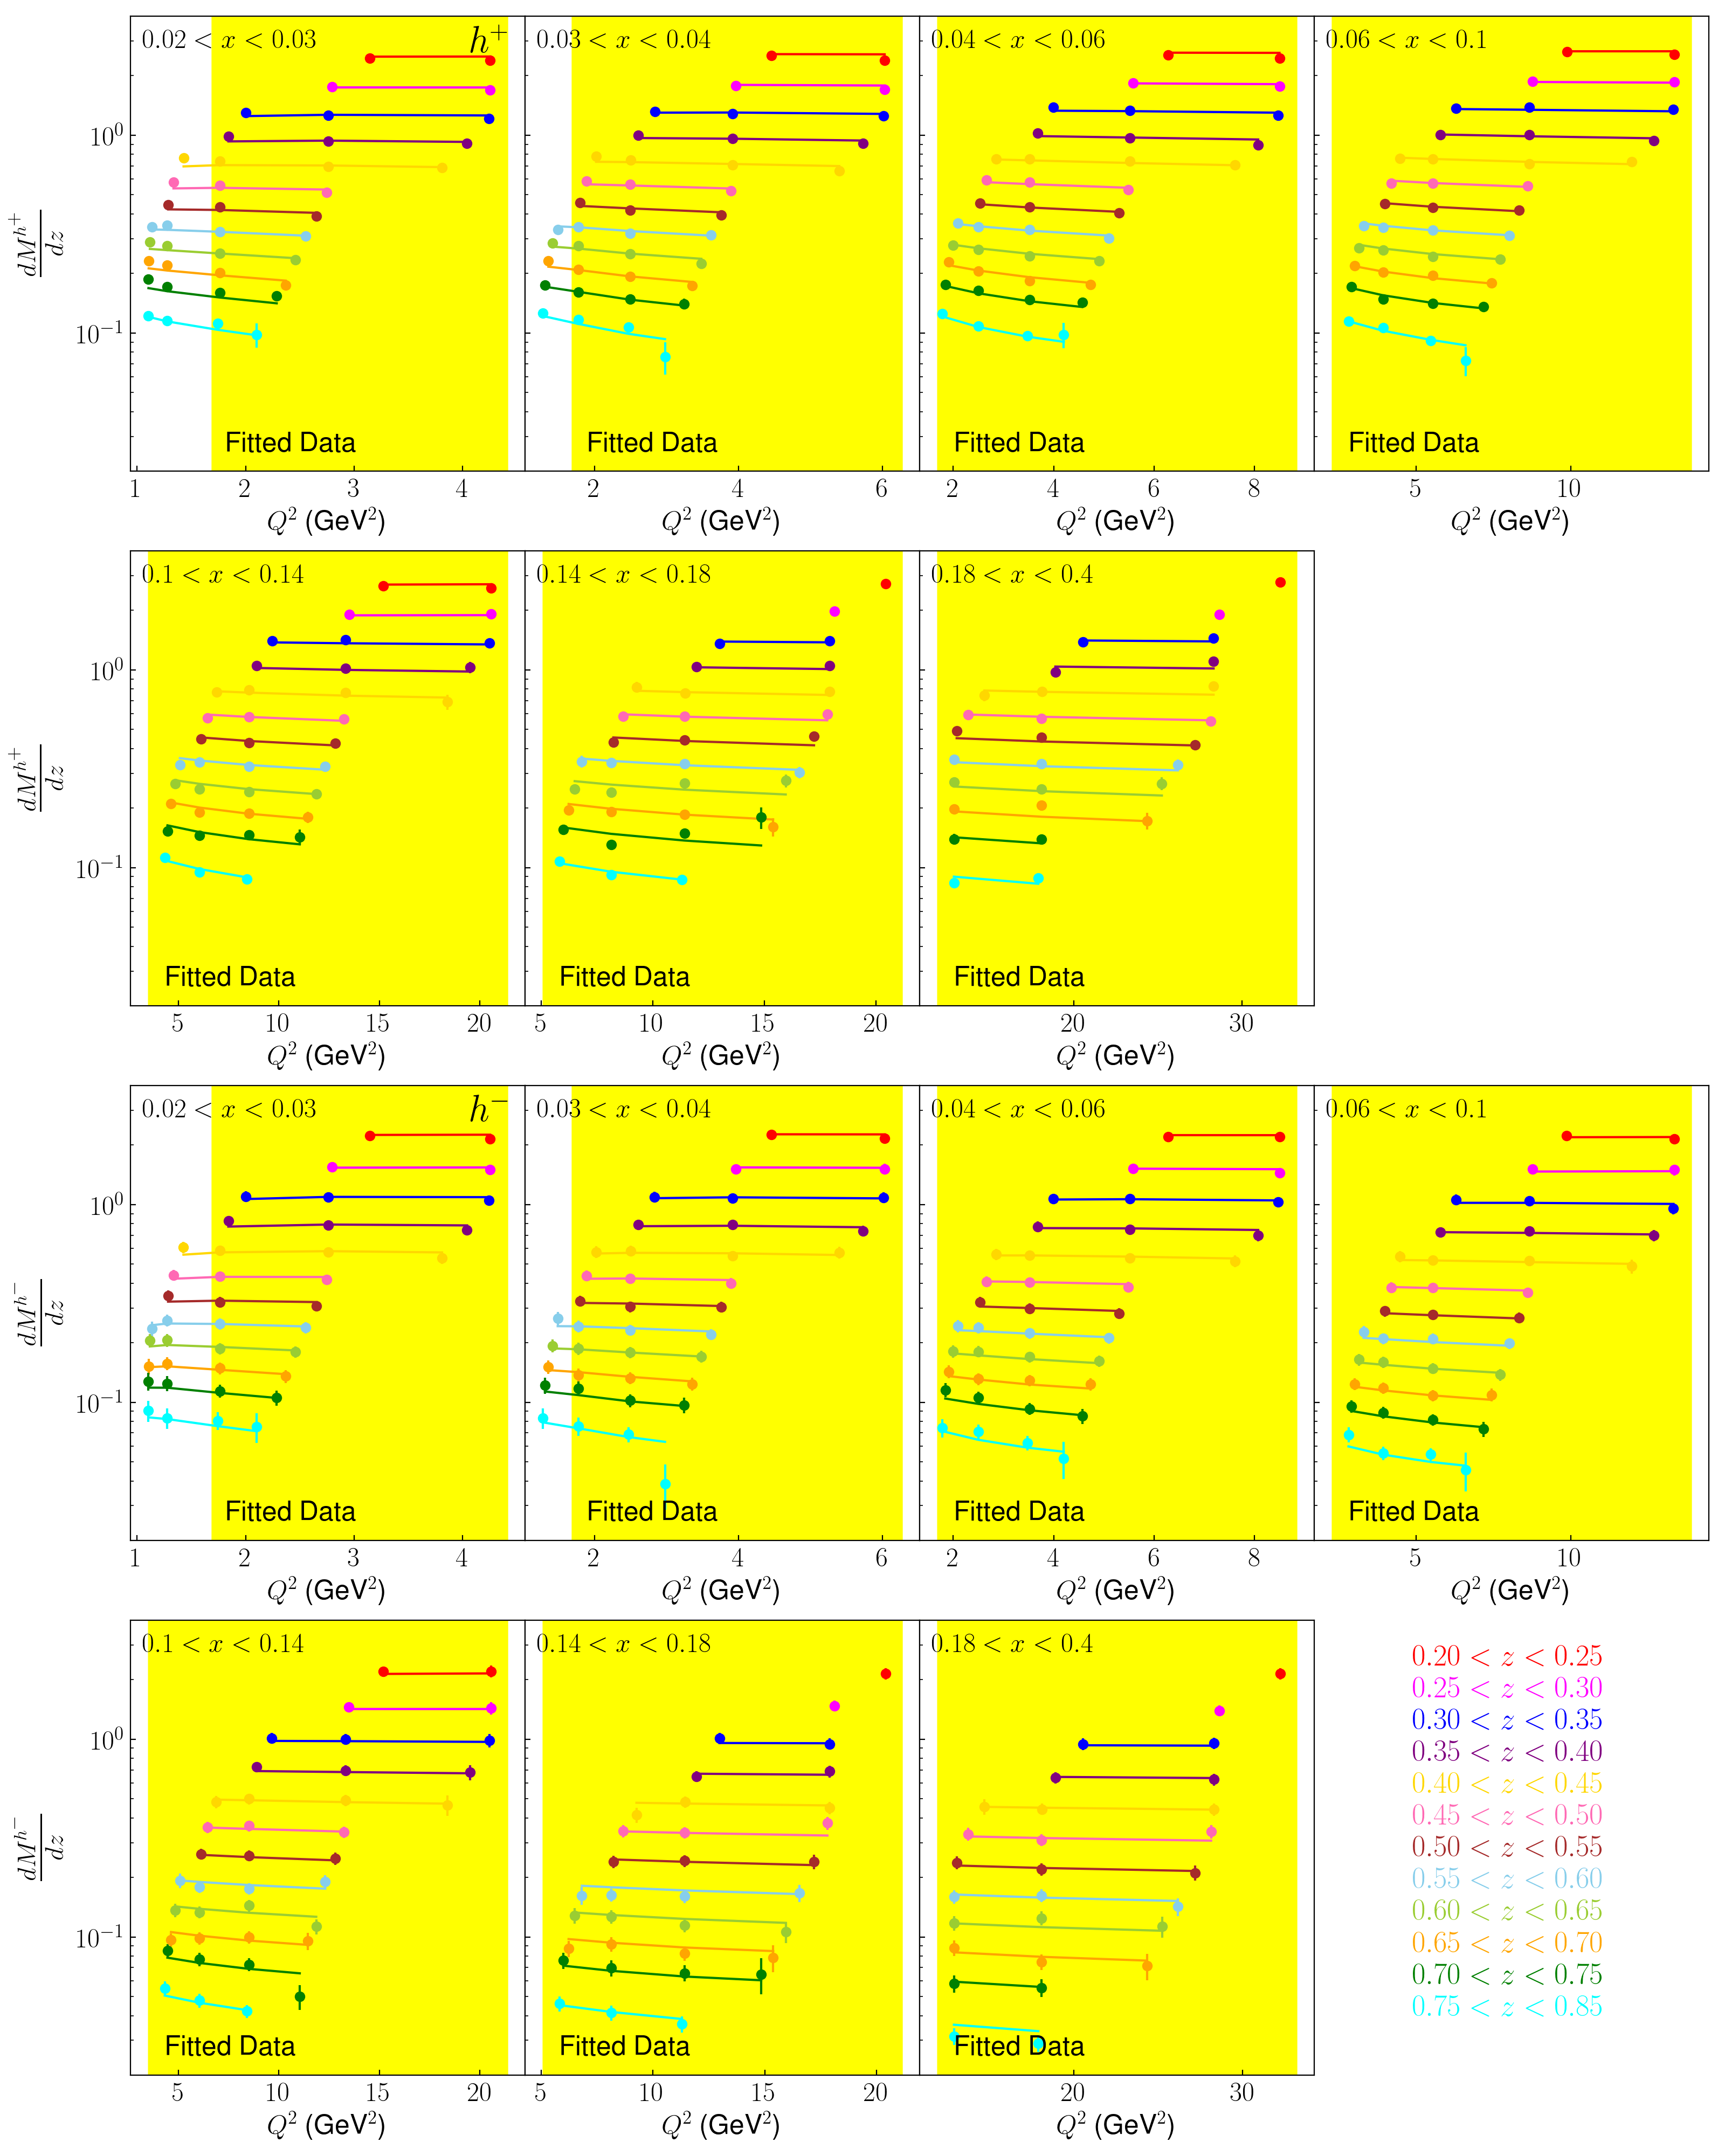 0.02 < x < 0.03 h⁺ 0.03 < x < 0.04 0.04 < x < 0.06 0.06 < x < 0.1
10⁰
dM^{h⁺}/dz
10⁻¹
Fitted Data Fitted Data Fitted Data Fitted Data
1 2 3 4 2 4 6 2 4 6 8 5 10
Q² (GeV²) Q² (GeV²) Q² (GeV²) Q² (GeV²)
0.1 < x < 0.14 0.14 < x < 0.18 0.18 < x < 0.4
10⁰
dM^{h⁺}/dz
10⁻¹
Fitted Data Fitted Data Fitted Data
5 10 15 20 5 10 15 20 20 30
Q² (GeV²) Q² (GeV²) Q² (GeV²)
0.02 < x < 0.03 h⁻ 0.03 < x < 0.04 0.04 < x < 0.06 0.06 < x < 0.1
10⁰
dM^{h⁻}/dz
10⁻¹
Fitted Data Fitted Data Fitted Data Fitted Data
1 2 3 4 2 4 6 2 4 6 8 5 10
Q² (GeV²) Q² (GeV²) Q² (GeV²) Q² (GeV²)
0.1 < x < 0.14 0.14 < x < 0.18 0.18 < x < 0.4
10⁰
dM^{h⁻}/dz
10⁻¹
Fitted Data Fitted Data Fitted Data
5 10 15 20 5 10 15 20 20 30
Q² (GeV²) Q² (GeV²) Q² (GeV²)
0.20 < z < 0.25
0.25 < z < 0.30
0.30 < z < 0.35
0.35 < z < 0.40
0.40 < z < 0.45
0.45 < z < 0.50
0.50 < z < 0.55
0.55 < z < 0.60
0.60 < z < 0.65
0.65 < z < 0.70
0.70 < z < 0.75
0.75 < z < 0.85